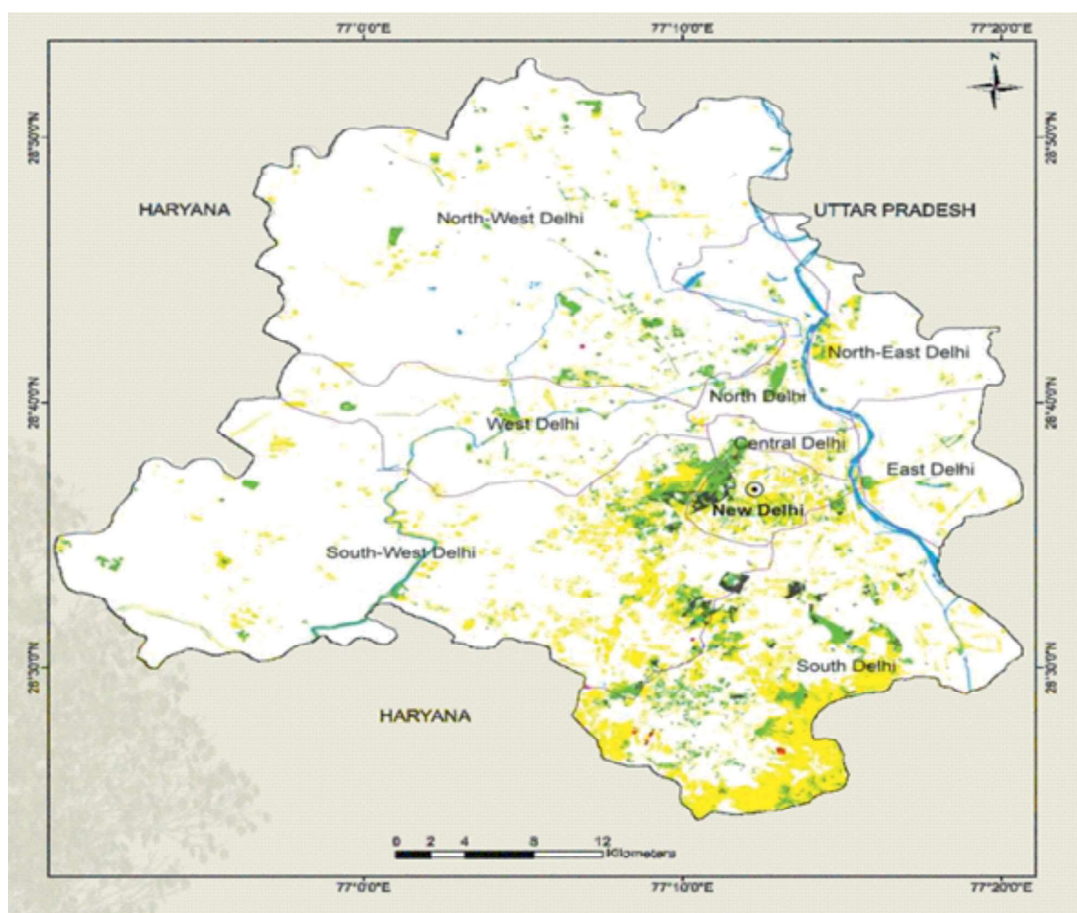 77°0'0"E 77°10'0"E 77°20'0"E
N
28°50'0"N 28°50'0"N
HARYANA
North-West Delhi
UTTAR PRADESH
North-East Delhi
28°40'0"N 28°40'0"N
North Delhi
West Delhi
Central Delhi
East Delhi
New Delhi
South-West Delhi
28°30'0"N 28°30'0"N
South Delhi
HARYANA
0 2 4 8 12
Kilometers
77°0'0"E 77°10'0"E 77°20'0"E